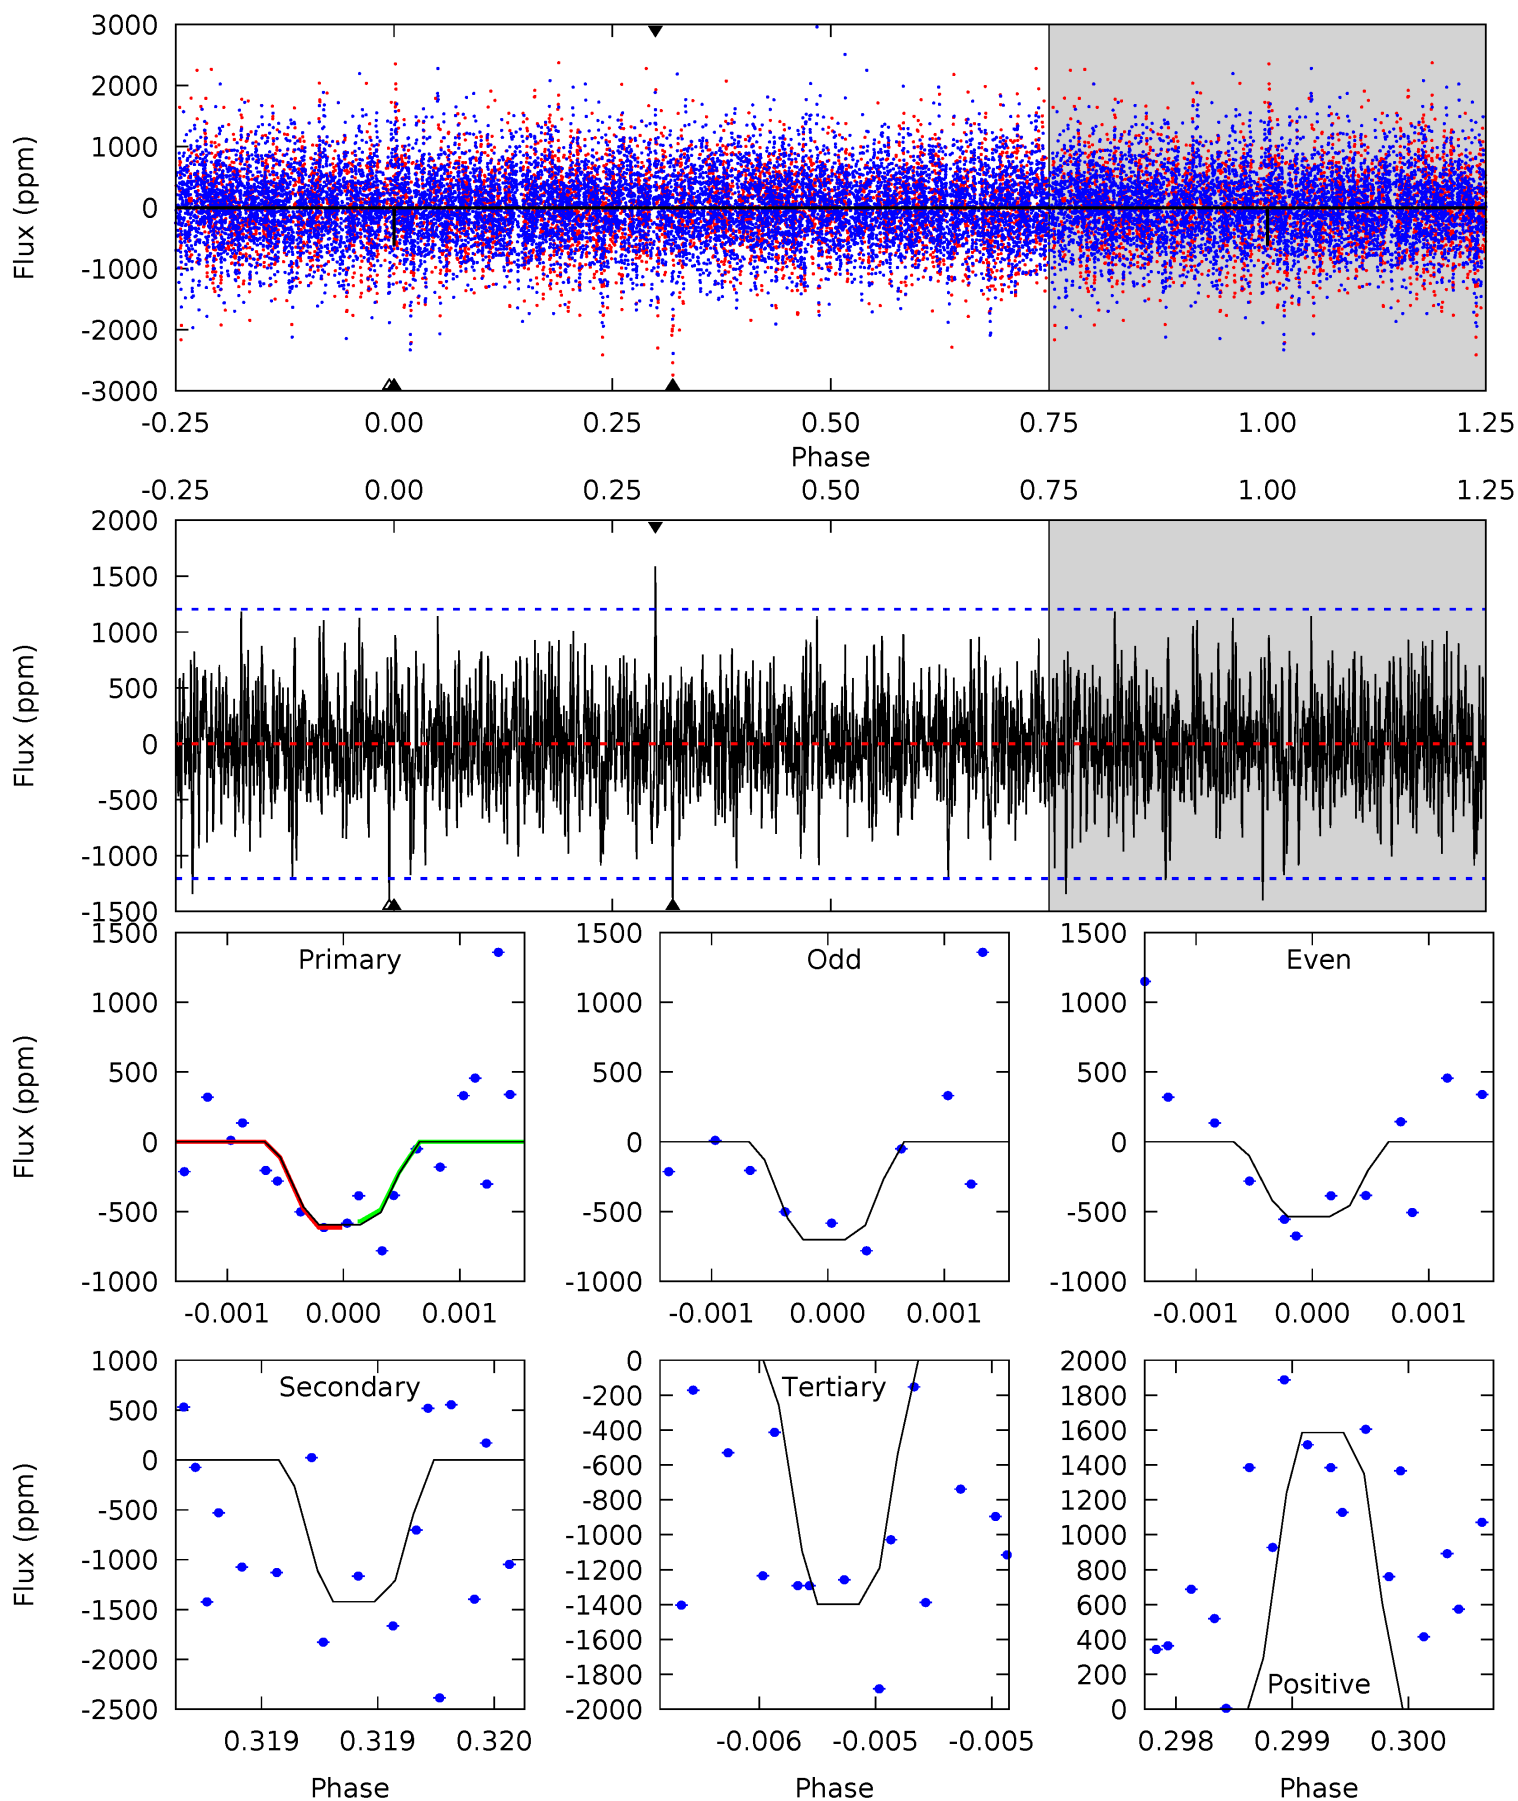 3000
2000
1000
0
-1000
-2000
-3000
Flux (ppm)
-0.25 0.00 0.25 0.50 0.75 1.00 1.25
Phase
-0.25 0.00 0.25 0.50 0.75 1.00 1.25
2000
1500
1000
500
0
-500
-1000
-1500
Flux (ppm)
Primary
1500
1000
500
0
-500
-1000
Flux (ppm)
-0.001 0.000 0.001
Odd
1500
1000
500
0
-500
-1000
-0.001 0.000 0.001
Even
1500
1000
500
0
-500
-1000
-0.001 0.000 0.001
Secondary
1000
500
0
-500
-1000
-1500
-2000
-2500
Flux (ppm)
0.319 0.319 0.320
Phase
Tertiary
0
-200
-400
-600
-800
-1000
-1200
-1400
-1600
-1800
-2000
-0.006 -0.005 -0.005
Phase
2000
1800
1600
1400
1200
1000
800
600
400
200
0
Positive
0.298 0.299 0.300
Phase